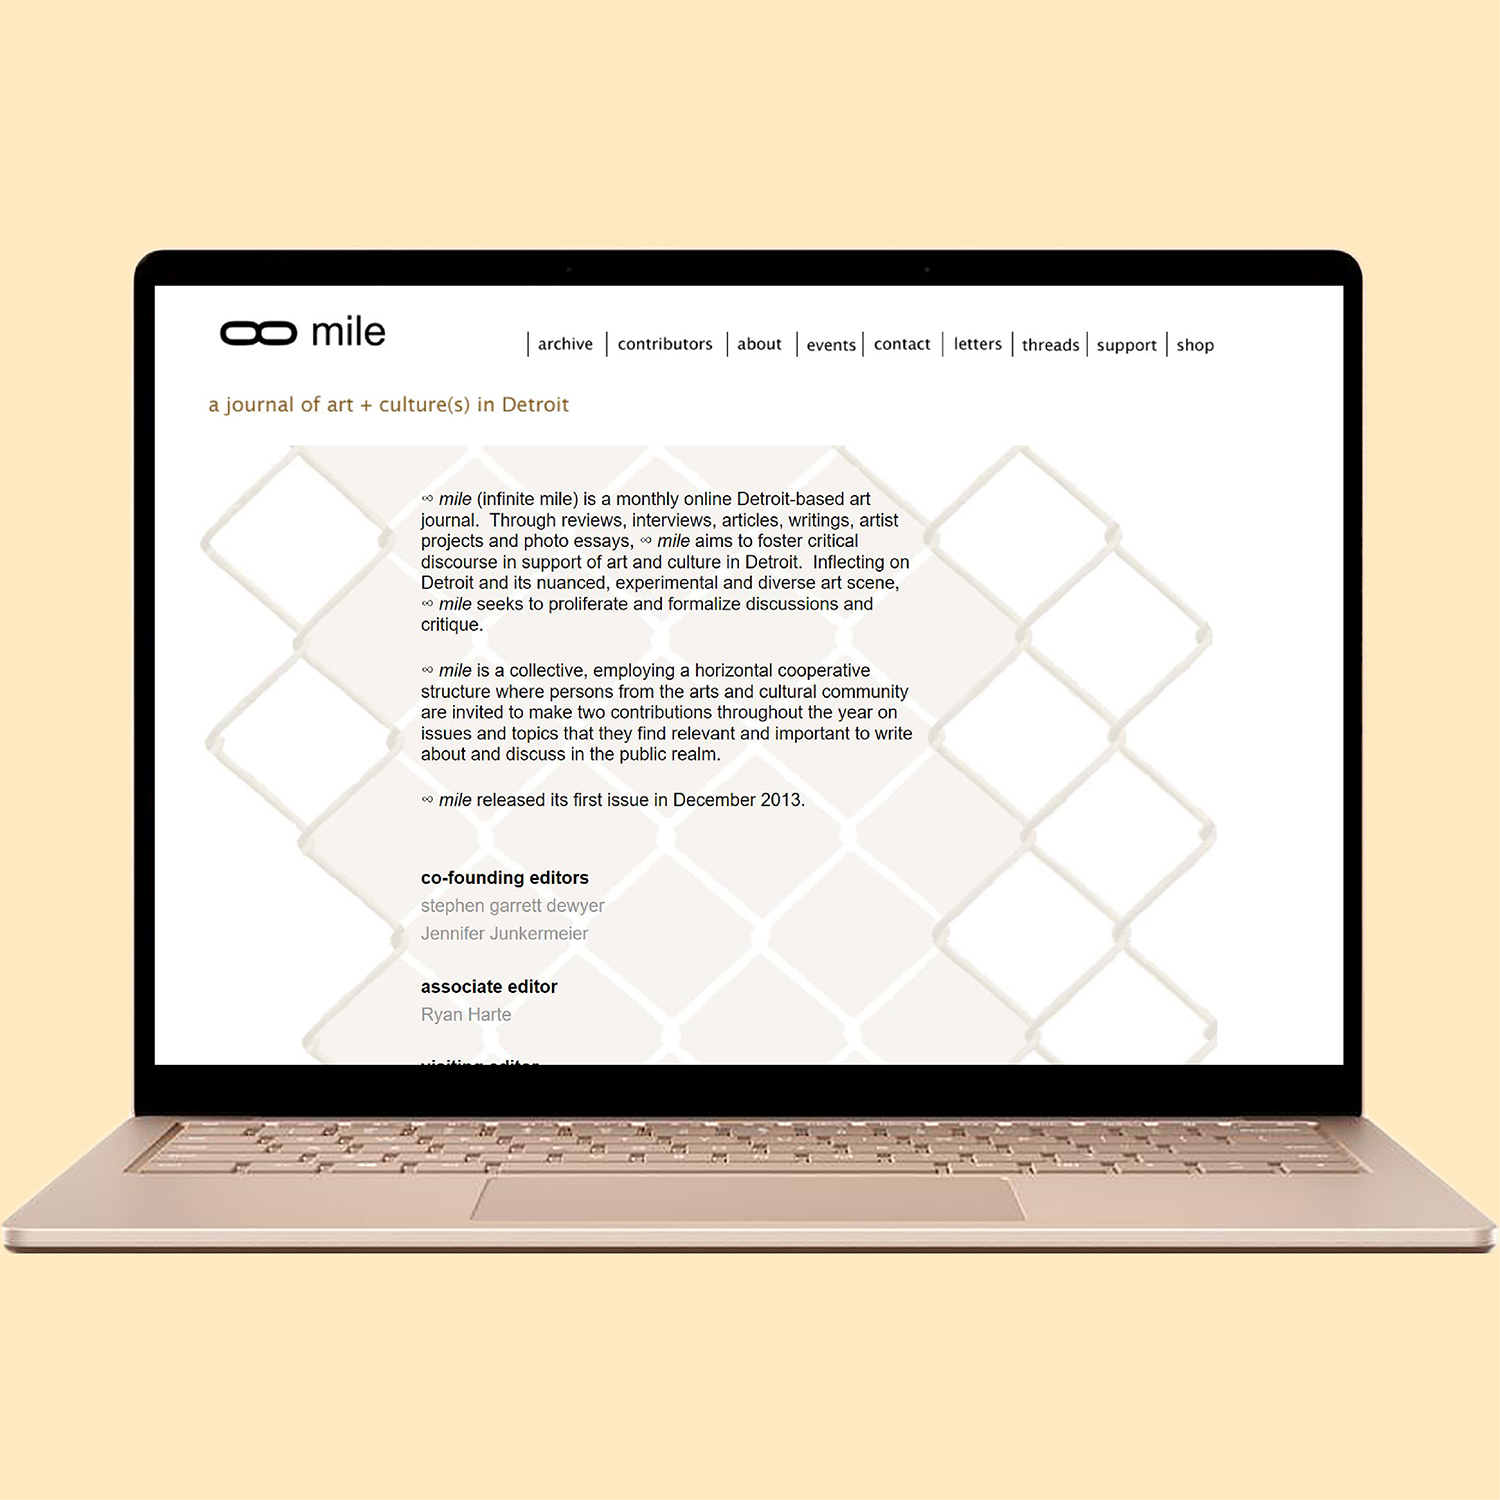 ∞ mile
archive
contributors
about
events
contact
letters
threads
support
shop
a journal of art + culture(s) in Detroit
∞ mile (infinite mile) is a monthly online Detroit-based art
journal.  Through reviews, interviews, articles, writings, artist
projects and photo essays, ∞ mile aims to foster critical
discourse in support of art and culture in Detroit.  Inflecting on
Detroit and its nuanced, experimental and diverse art scene,
∞ mile seeks to proliferate and formalize discussions and
critique.
∞ mile is a collective, employing a horizontal cooperative
structure where persons from the arts and cultural community
are invited to make two contributions throughout the year on
issues and topics that they find relevant and important to write
about and discuss in the public realm.
∞ mile released its first issue in December 2013.
co-founding editors
stephen garrett dewyer
Jennifer Junkermeier
associate editor
Ryan Harte
visiting editor